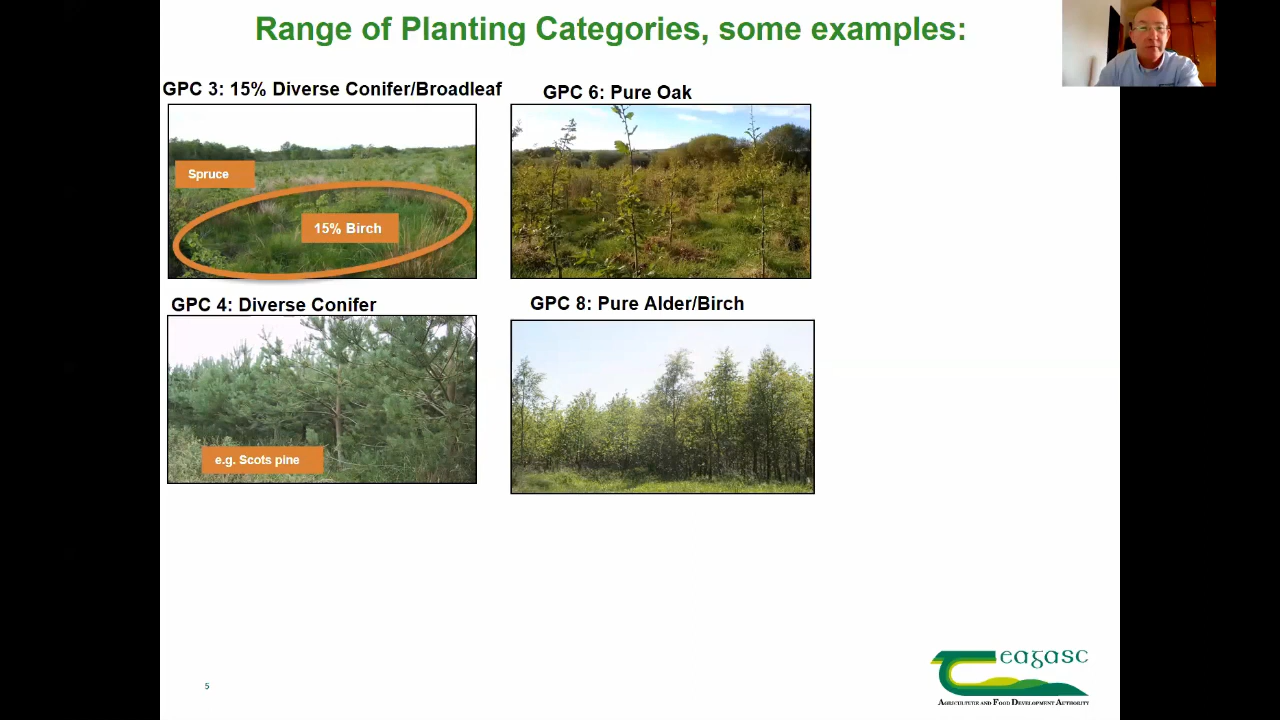 Range of Planting Categories, some examples:
GPC 3: 15% Diverse Conifer/Broadleaf
GPC 6: Pure Oak
Spruce
15% Birch
GPC 4: Diverse Conifer
GPC 8: Pure Alder/Birch
e.g. Scots pine
5
eagasc
AGRICULTURE AND FOOD DEVELOPMENT AUTHORITY